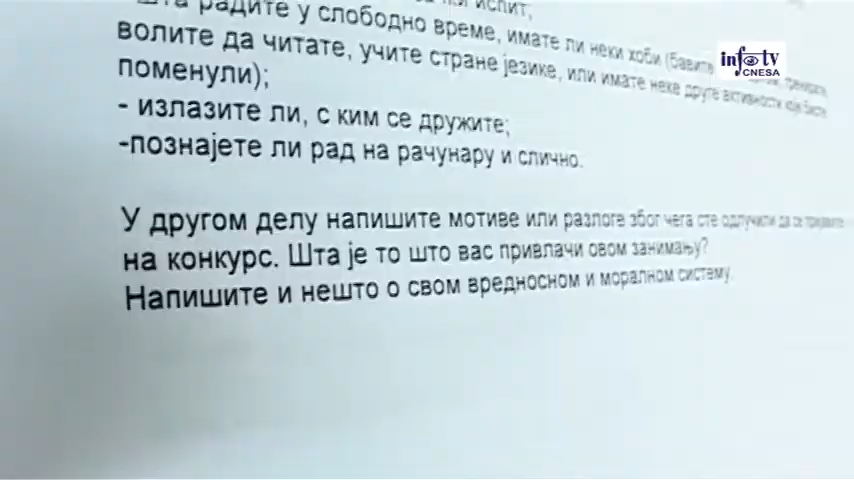 испит;
радите у слободно време, имате ли неки хоби (бавите
волите да читате, учите стране језике, или имате неке друге активности које бисте
поменули);
- излазите ли, с ким се дружите;
-познајете ли рад на рачунару и слично.
У другом делу напишите мотиве или разлоге због чега сте одлучили да се пријавите
на конкурс. Шта је то што вас привлачи овом занимању?
Напишите и нешто о свом вредносном и моралном систему.
infotv
CNESA